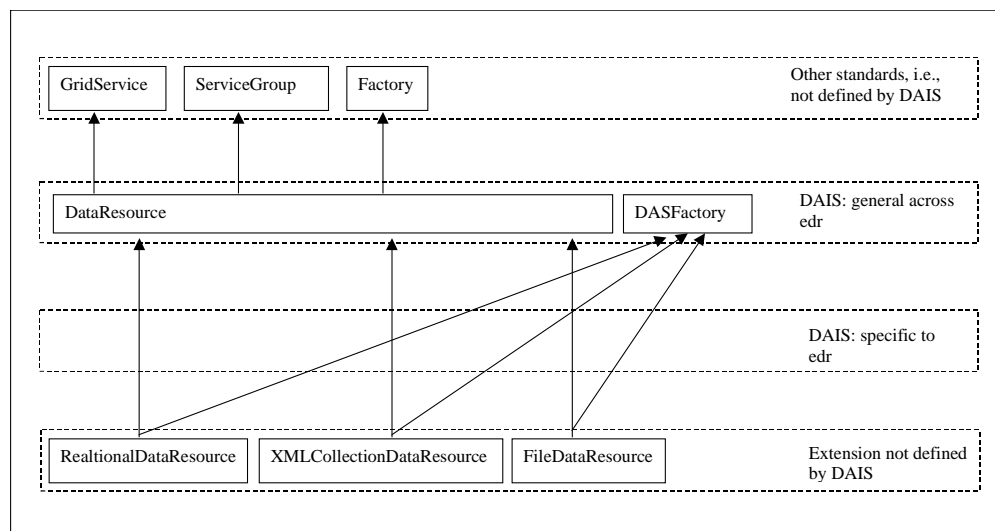 GridService
ServiceGroup
Factory
Other standards, i.e.,
not defined by DAIS
DataResource
DASFactory
DAIS: general across
edr
DAIS: specific to
edr
RealtionalDataResource
XMLCollectionDataResource
FileDataResource
Extension not defined
by DAIS